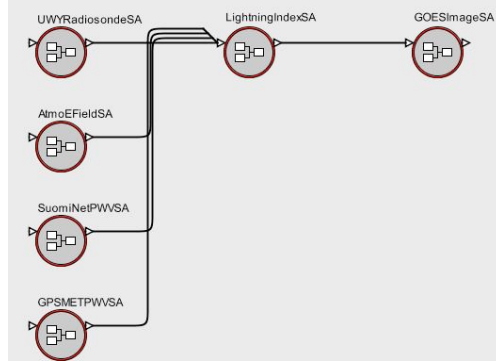 UWYRadiosondeSA
LightningIndexSA
GOESImageSA
AtmoEFieldSA
SuomiNetPWVSA
GPSMETPWVSA